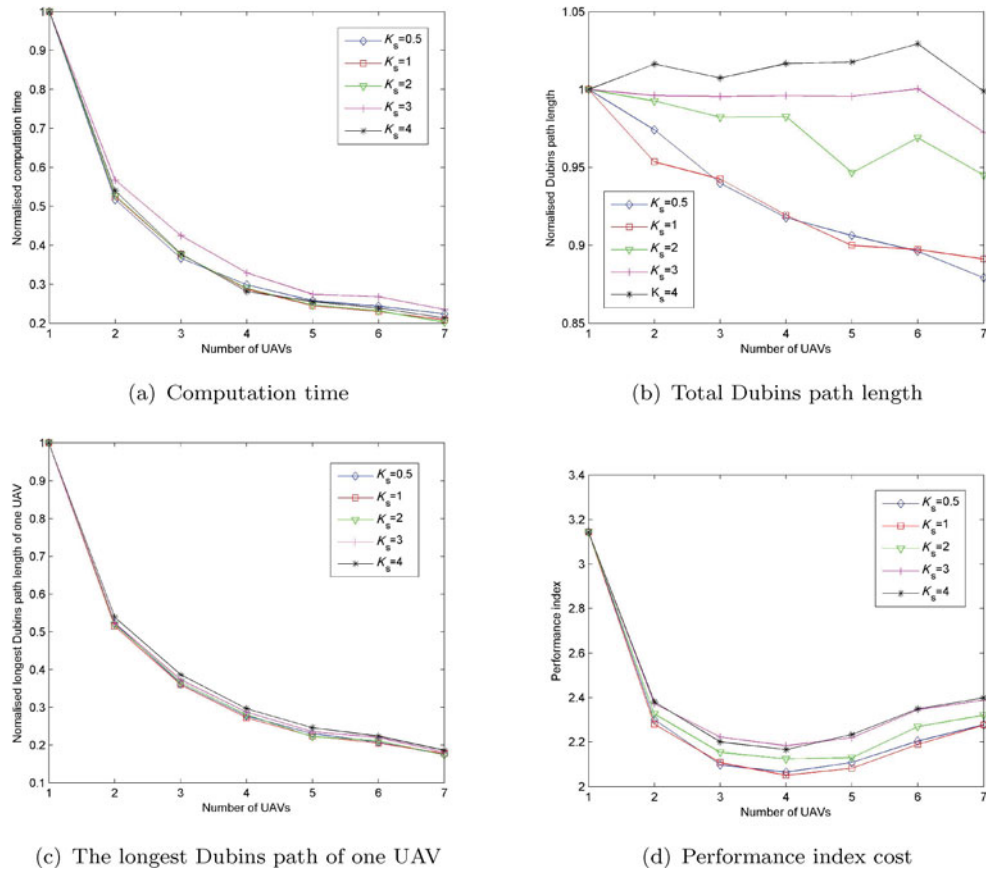 1
0.9
0.8
0.7
0.6
0.5
0.4
0.3
0.2
Normalised computation time
Kₛ=0.5
Kₛ=1
Kₛ=2
Kₛ=3
Kₛ=4
1 2 3 4 5 6 7
Number of UAVs
(a) Computation time
1.05
1
0.95
0.9
0.85
Normalised Dubins path length
Kₛ=0.5
Kₛ=1
Kₛ=2
Kₛ=3
Kₛ=4
1 2 3 4 5 6 7
Number of UAVs
(b) Total Dubins path length
1
0.9
0.8
0.7
0.6
0.5
0.4
0.3
0.2
0.1
Normalised longest Dubins path length of one UAV
Kₛ=0.5
Kₛ=1
Kₛ=2
Kₛ=3
Kₛ=4
1 2 3 4 5 6 7
Number of UAVs
(c) The longest Dubins path of one UAV
3.4
3.2
3
2.8
2.6
2.4
2.2
2
Performance index
Kₛ=0.5
Kₛ=1
Kₛ=2
Kₛ=3
Kₛ=4
1 2 3 4 5 6 7
Number of UAVs
(d) Performance index cost